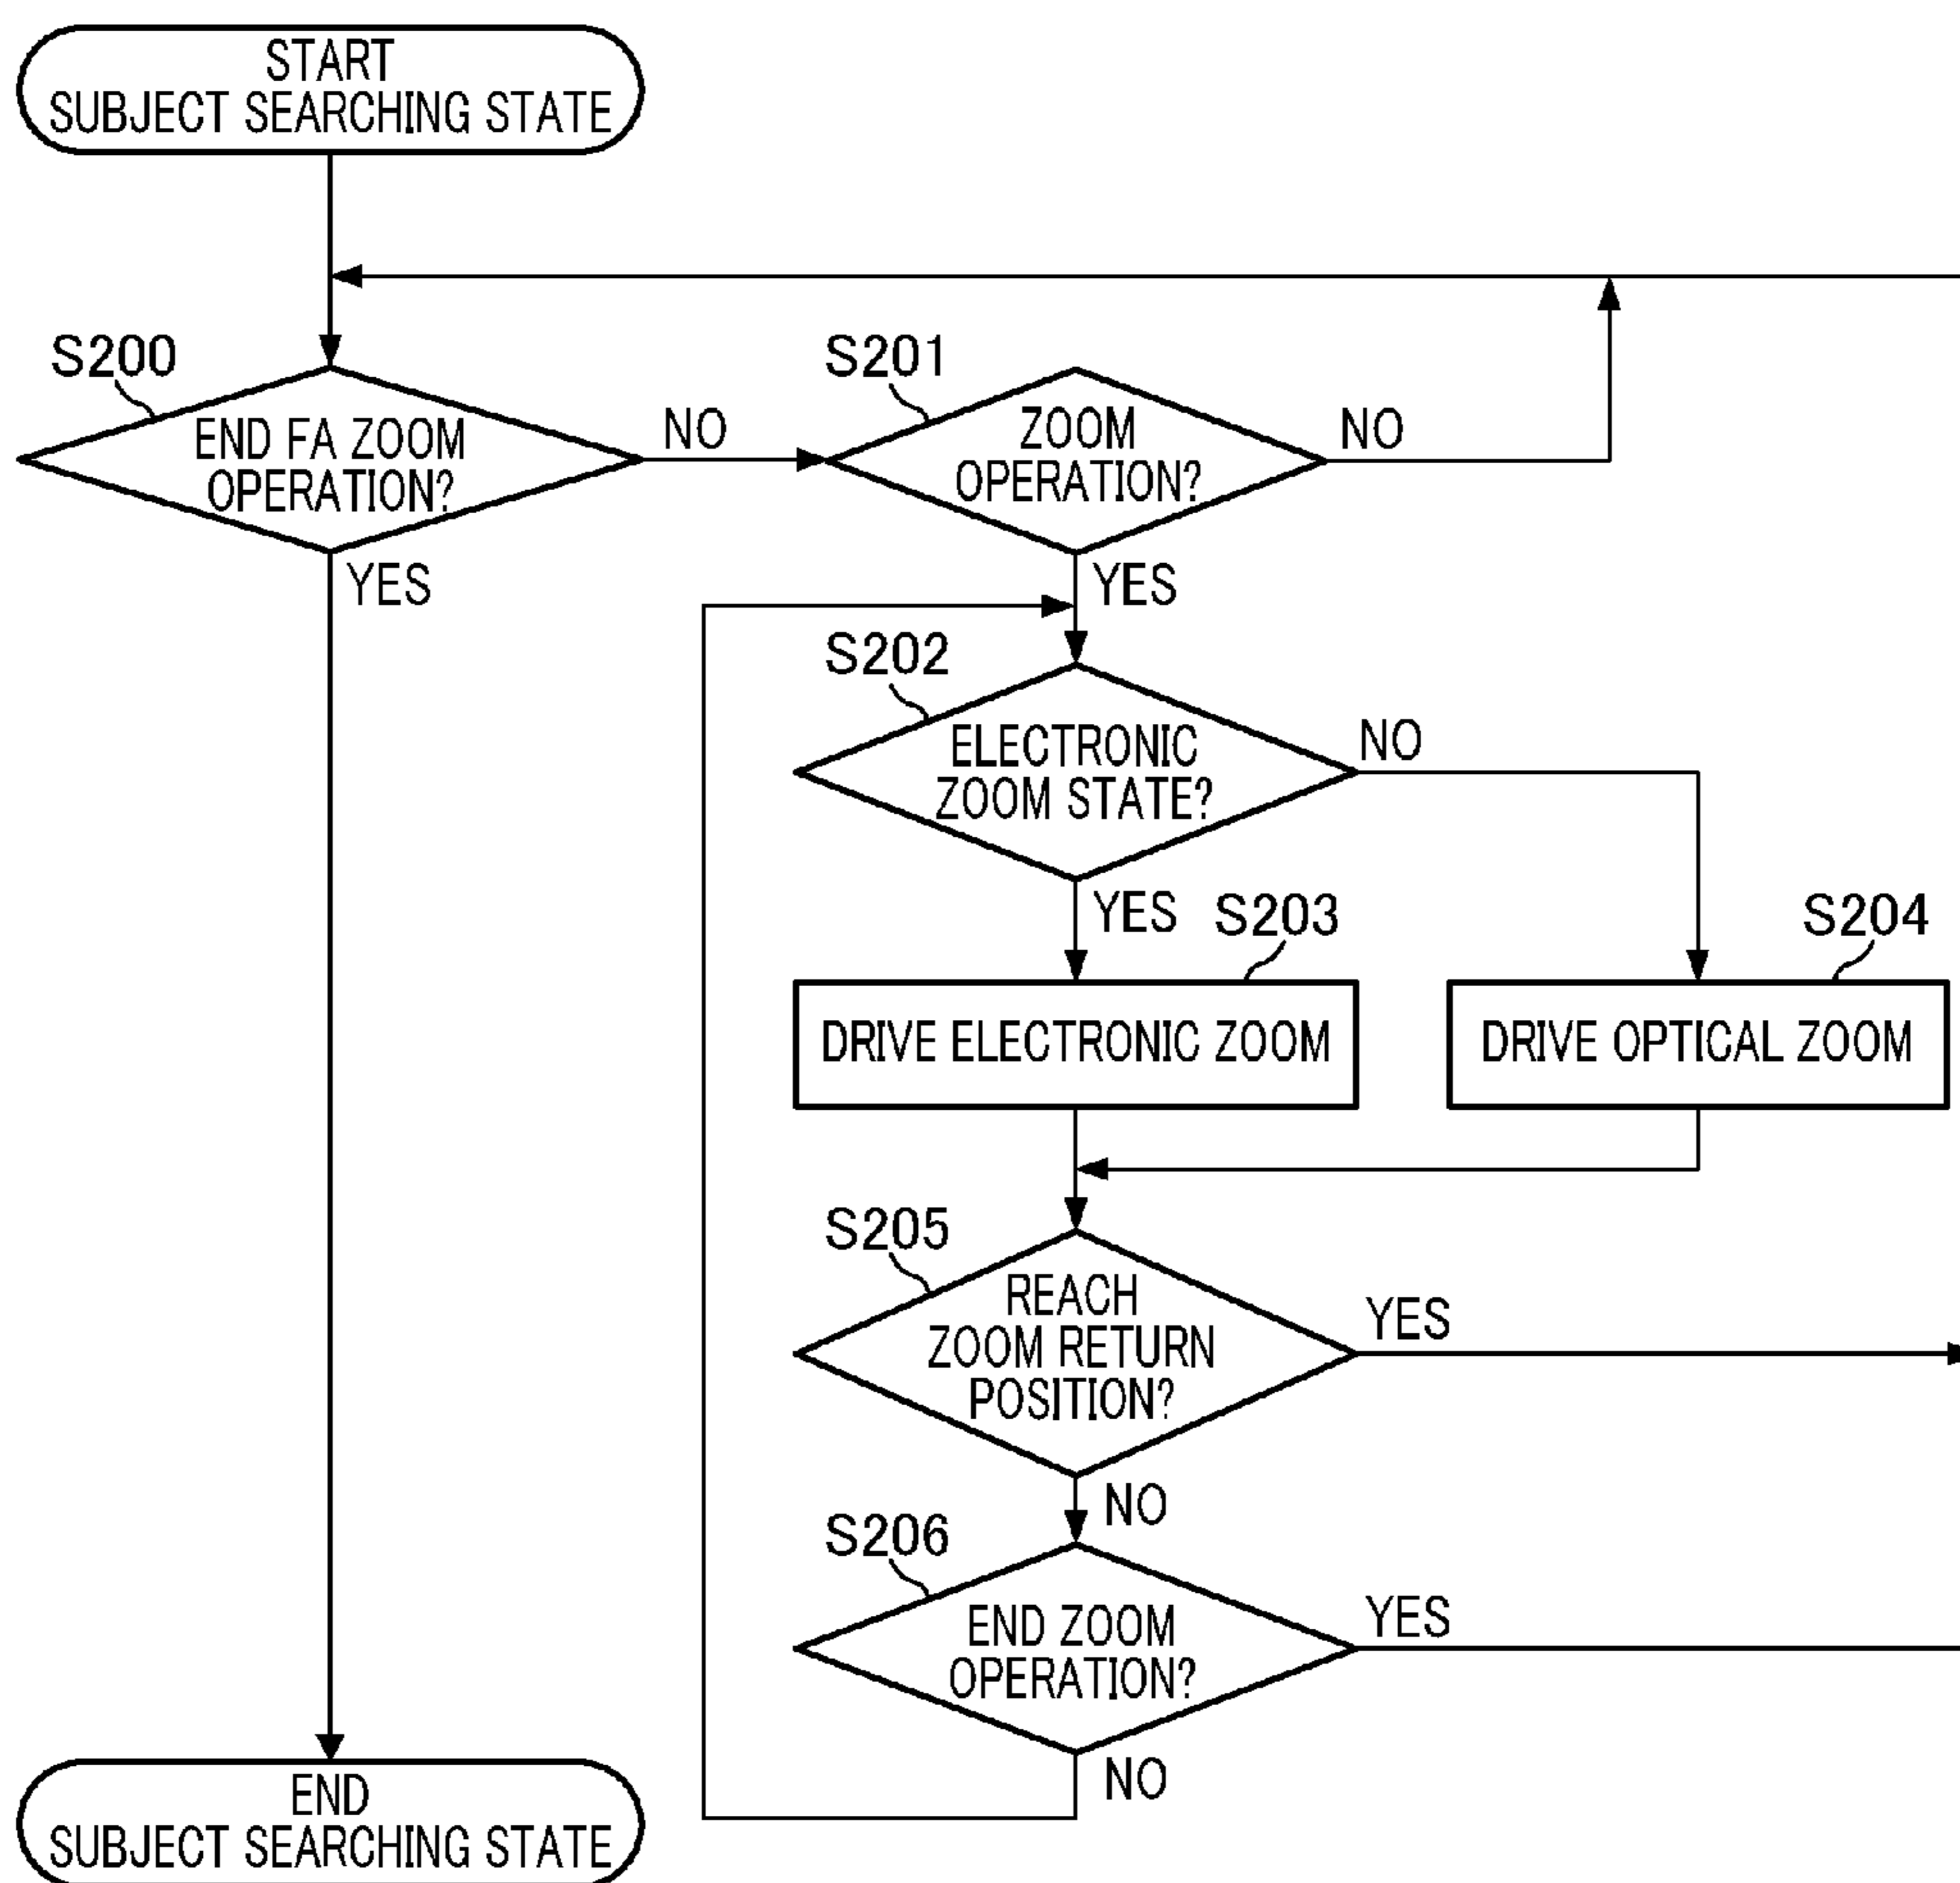 START
SUBJECT SEARCHING STATE
S200
END FA ZOOM
OPERATION?
NO
YES
S201
ZOOM
OPERATION?
NO
YES
S202
ELECTRONIC
ZOOM STATE?
NO
YES
S203
DRIVE ELECTRONIC ZOOM
S204
DRIVE OPTICAL ZOOM
S205
REACH
ZOOM RETURN
POSITION?
YES
NO
S206
END ZOOM
OPERATION?
YES
NO
END
SUBJECT SEARCHING STATE